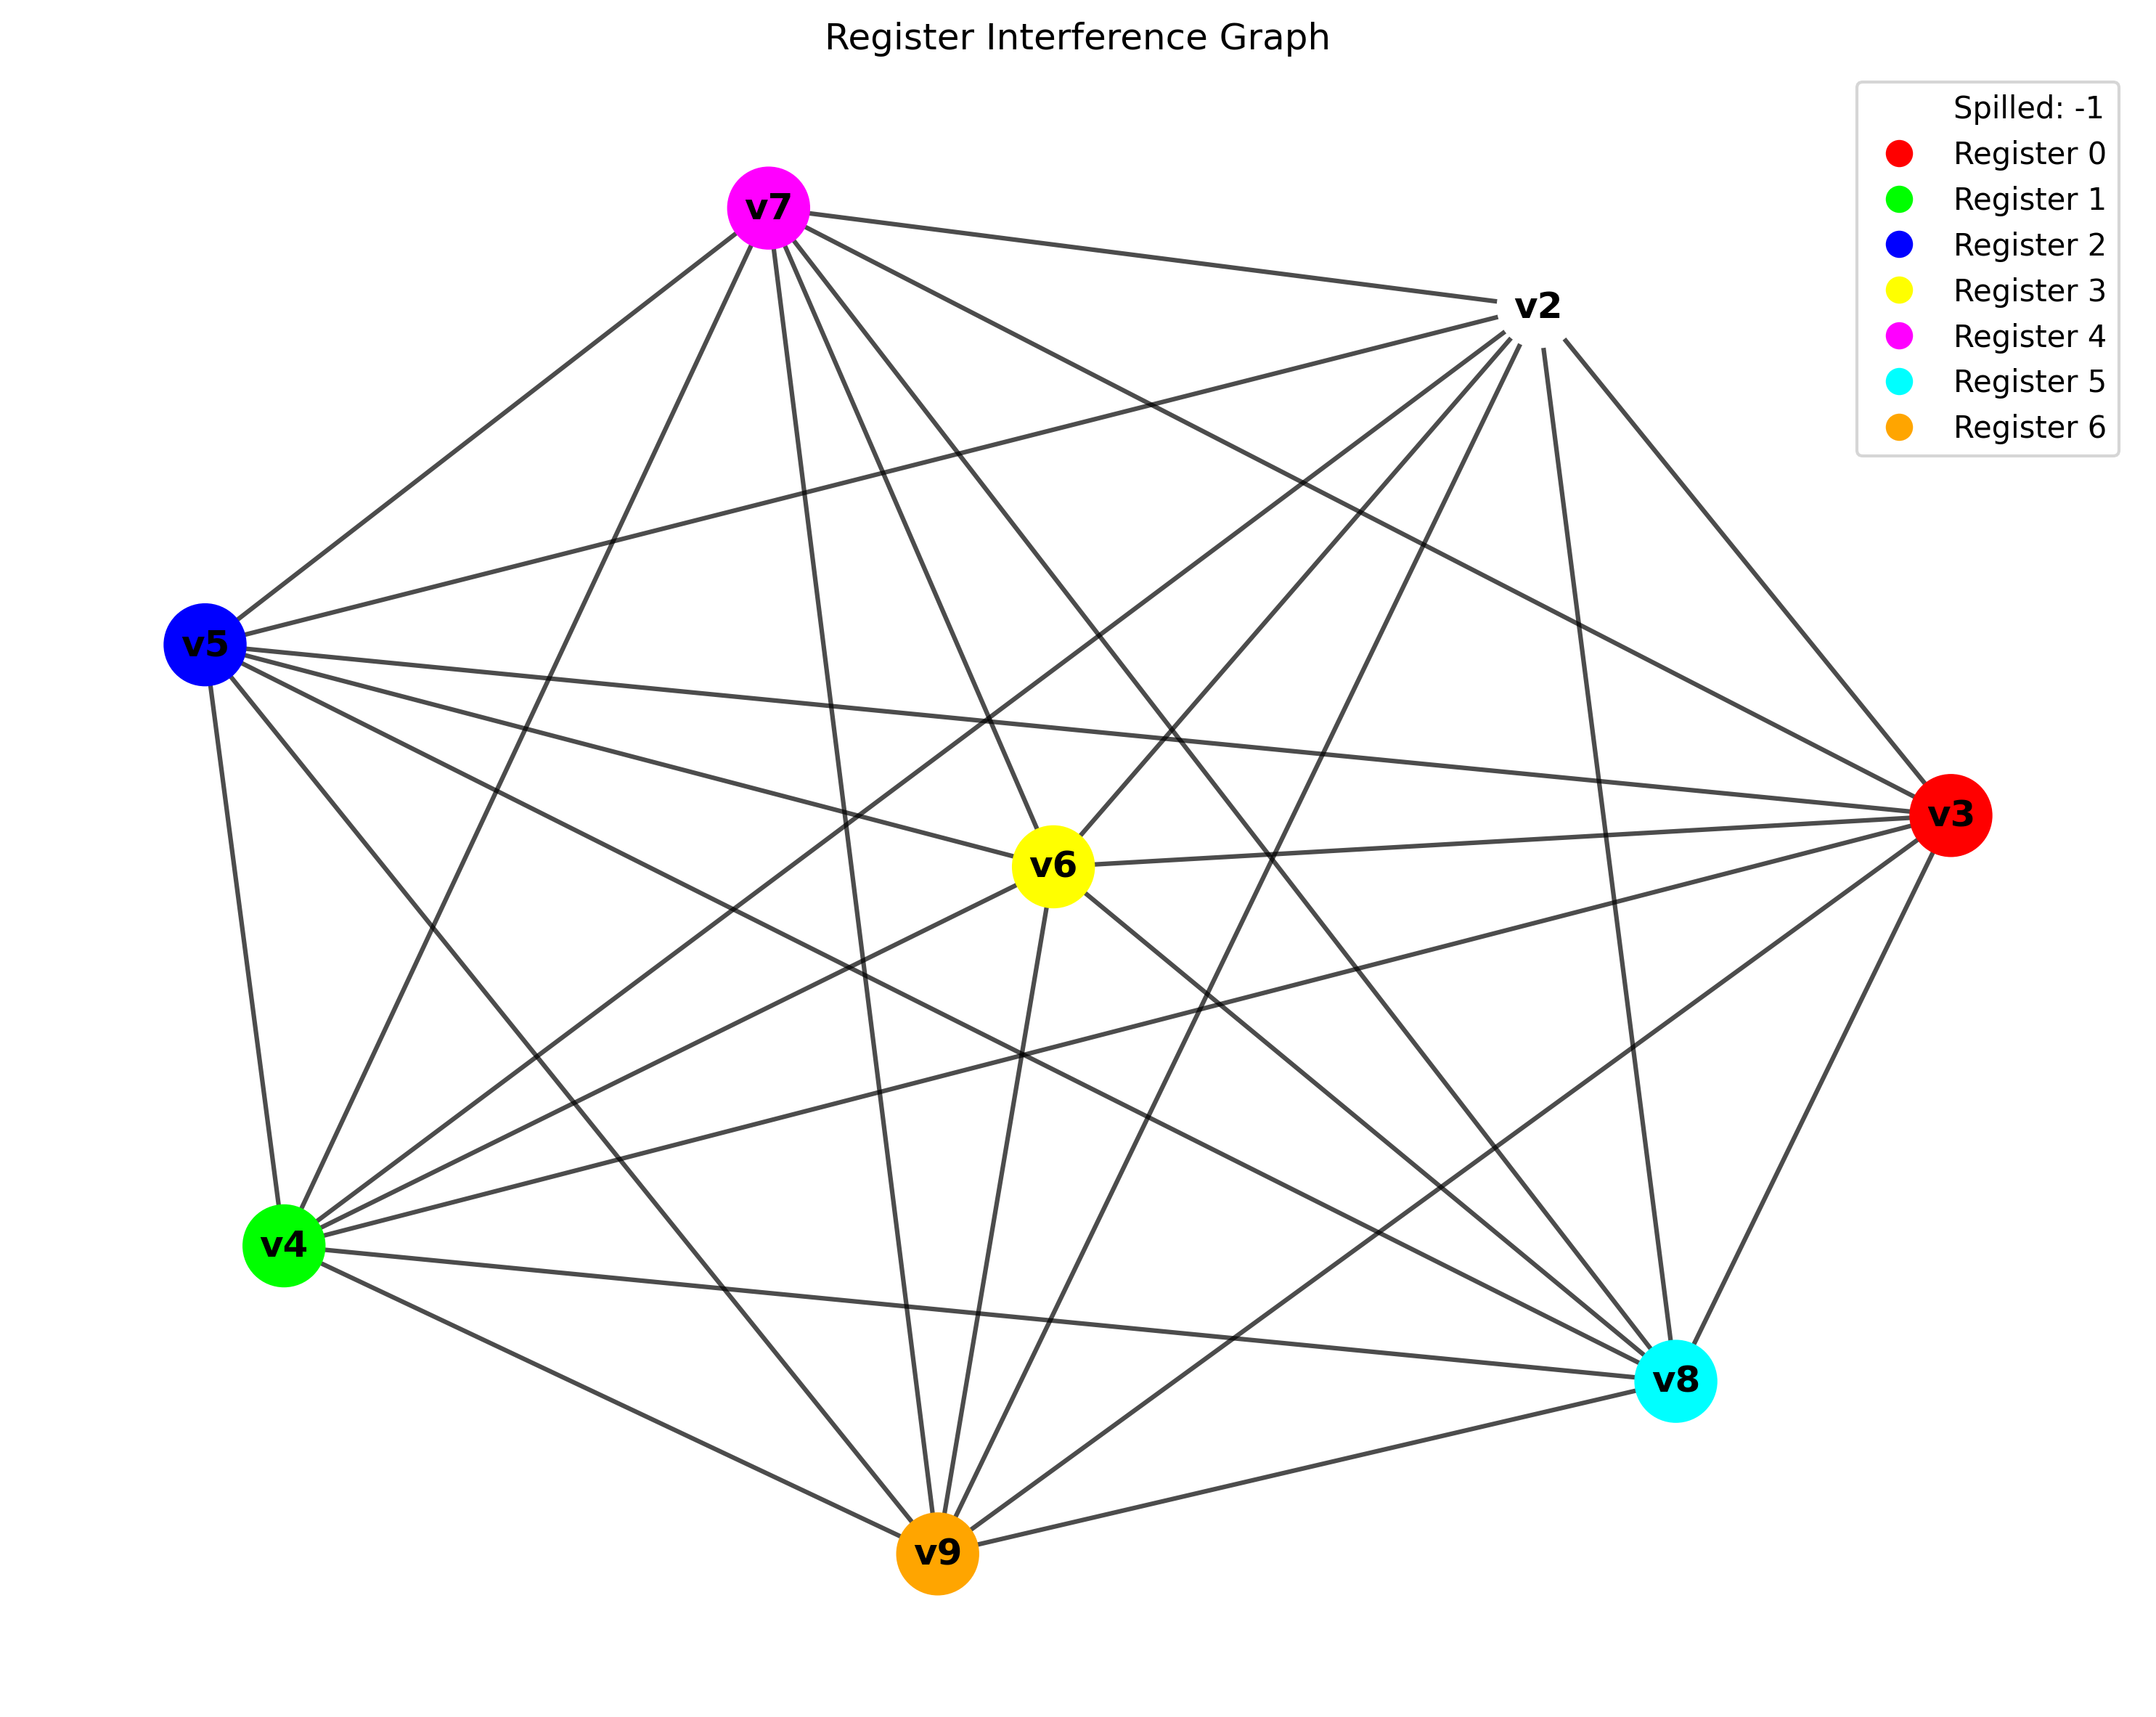 Register Interference Graph
Spilled: -1
Register 0
Register 1
Register 2
Register 3
Register 4
Register 5
Register 6
v7
v2
v5
v3
v6
v4
v8
v9